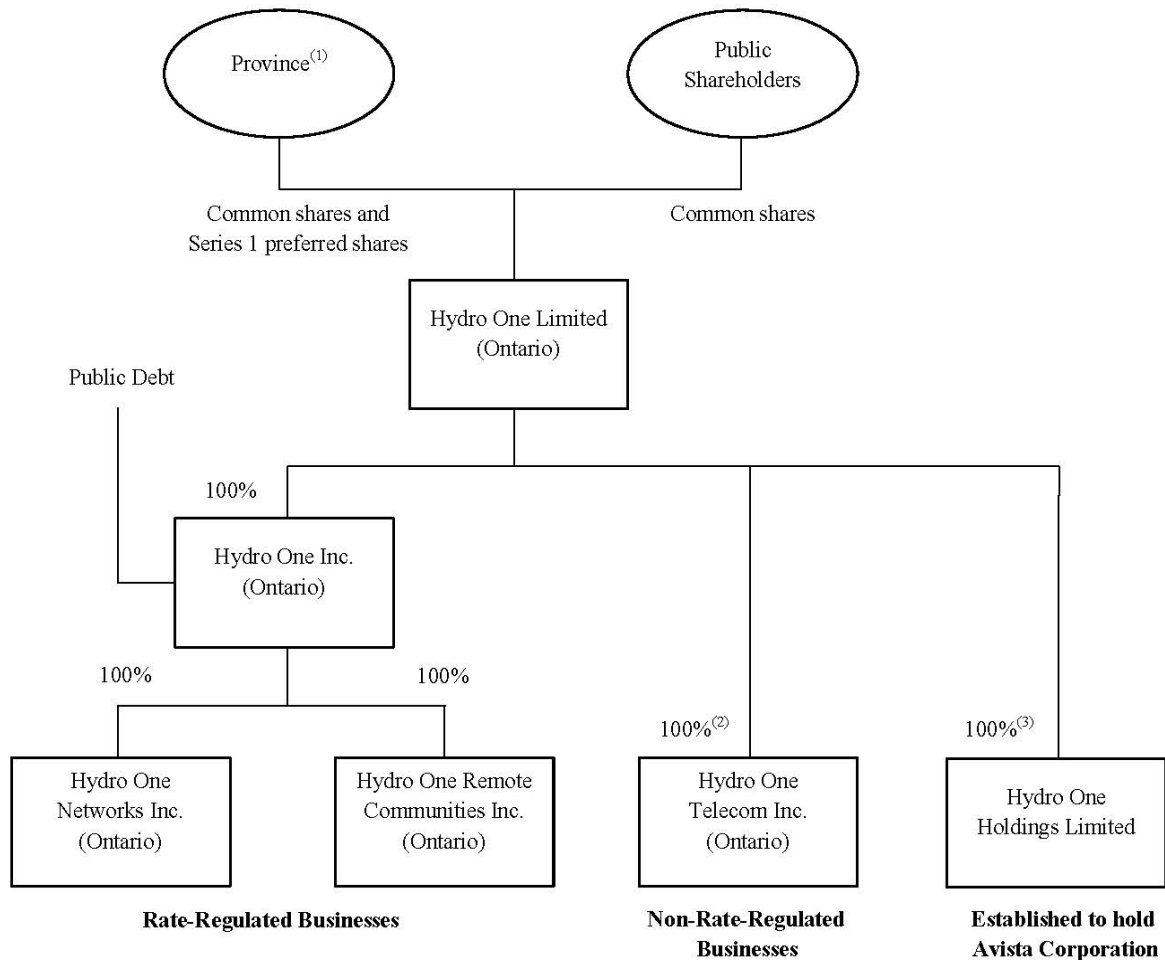 Province(1)
Public
Shareholders
Common shares and
Series 1 preferred shares
Common shares
Hydro One Limited
(Ontario)
Public Debt
100%
Hydro One Inc.
(Ontario)
100%
100%
100%(2)
100%(3)
Hydro One
Networks Inc.
(Ontario)
Hydro One Remote
Communities Inc.
(Ontario)
Hydro One
Telecom Inc.
(Ontario)
Hydro One
Holdings Limited
Rate-Regulated Businesses
Non-Rate-Regulated
Businesses
Established to hold
Avista Corporation